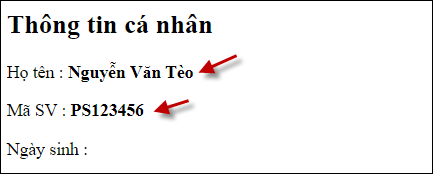 Thông tin cá nhân
Họ tên : Nguyễn Văn Tèo
Mã SV : PS123456
Ngày sinh :